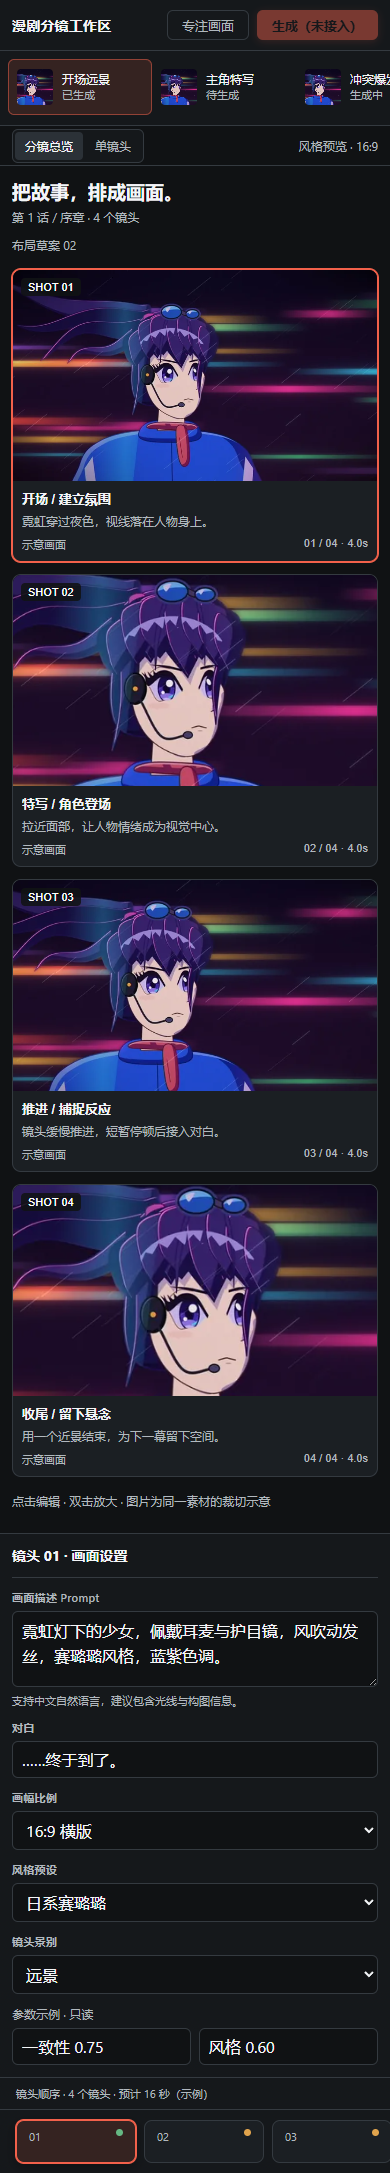 漫剧分镜工作区
专注画面
生成（未接入）
开场远景
已生成
主角特写
待生成
冲突爆
生成中
分镜总览
单镜头
风格预览 · 16:9
把故事，排成画面。
第 1 话 / 序章 · 4 个镜头
布局草案 02
SHOT 01
开场 / 建立氛围
霓虹穿过夜色，视线落在人物身上。
示意画面
01 / 04 · 4.0s
SHOT 02
特写 / 角色登场
拉近面部，让人物情绪成为视觉中心。
示意画面
02 / 04 · 4.0s
SHOT 03
推进 / 捕捉反应
镜头缓慢推进，短暂停顿后接入对白。
示意画面
03 / 04 · 4.0s
SHOT 04
收尾 / 留下悬念
用一个近景结束，为下一幕留下空间。
示意画面
04 / 04 · 4.0s
点击编辑 · 双击放大 · 图片为同一素材的裁切示意
镜头 01 · 画面设置
画面描述 Prompt
霓虹灯下的少女，佩戴耳麦与护目镜，风吹动发
丝，赛璐璐风格，蓝紫色调。
支持中文自然语言，建议包含光线与构图信息。
对白
……终于到了。
画幅比例
16:9 横版
风格预设
日系赛璐璐
镜头景别
远景
参数示例 · 只读
一致性 0.75
风格 0.60
镜头顺序 · 4 个镜头 · 预计 16 秒（示例）
01
02
03